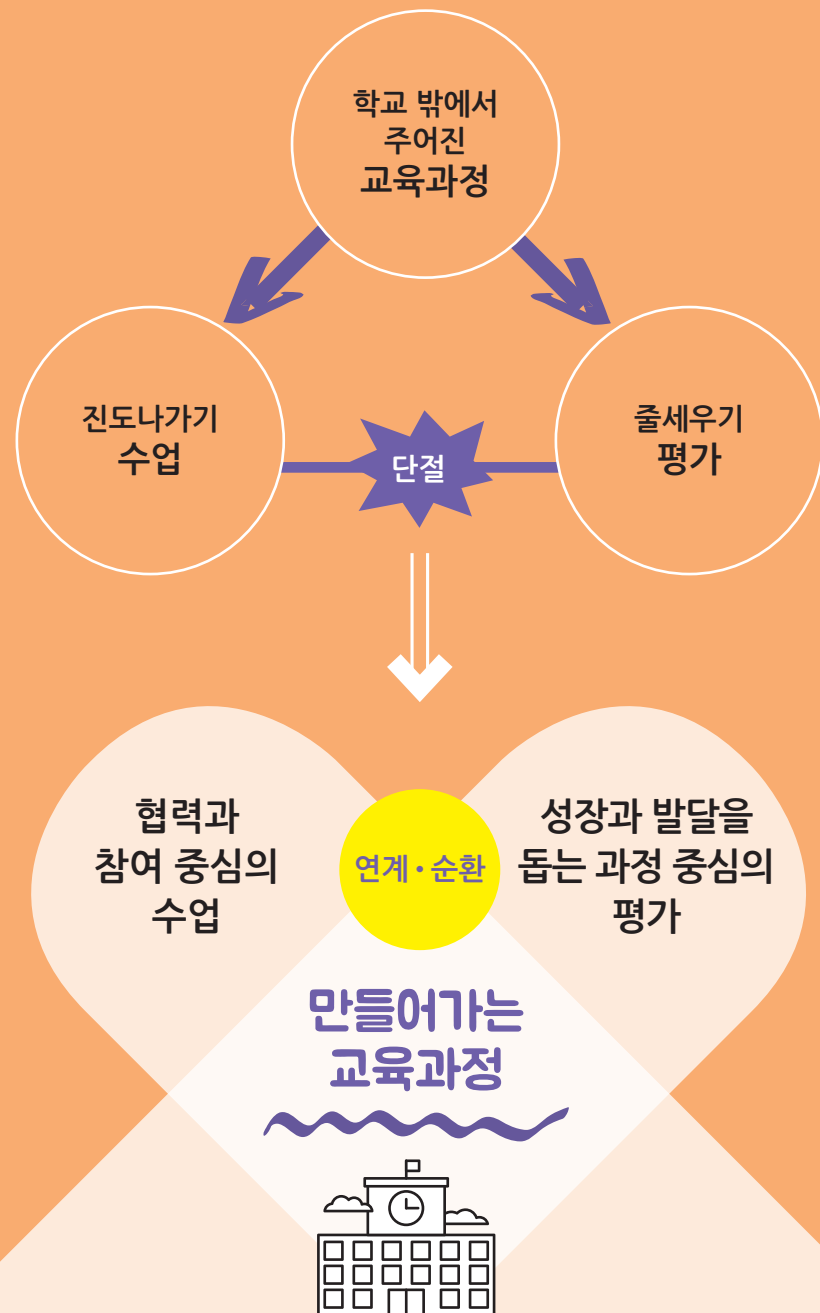 학교 밖에서
주어진
교육과정
진도나가기
수업
단절
줄세우기
평가
협력과
참여 중심의
수업
연계·순환
성장과 발달을
돕는 과정 중심의
평가
만들어가는
교육과정